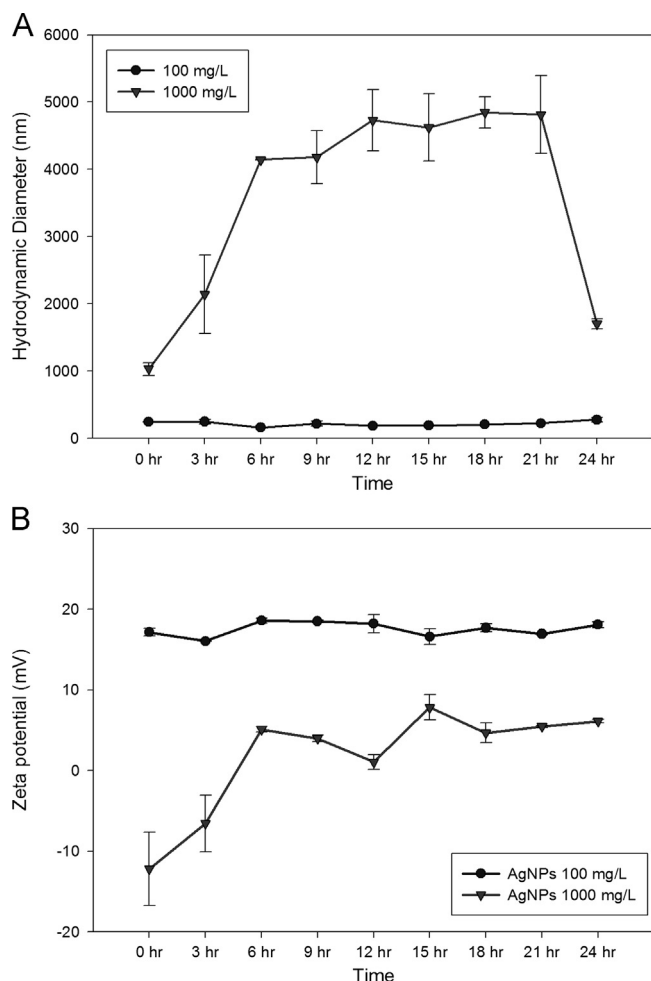 A
6000
5000
4000
3000
2000
1000
0
Hydrodynamic Diameter (nm)
100 mg/L
1000 mg/L
0 hr 3 hr 6 hr 9 hr 12 hr 15 hr 18 hr 21 hr 24 hr
Time
B
30
20
10
0
-10
-20
Zeta potential (mV)
AgNPs 100 mg/L
AgNPs 1000 mg/L
0 hr 3 hr 6 hr 9 hr 12 hr 15 hr 18 hr 21 hr 24 hr
Time